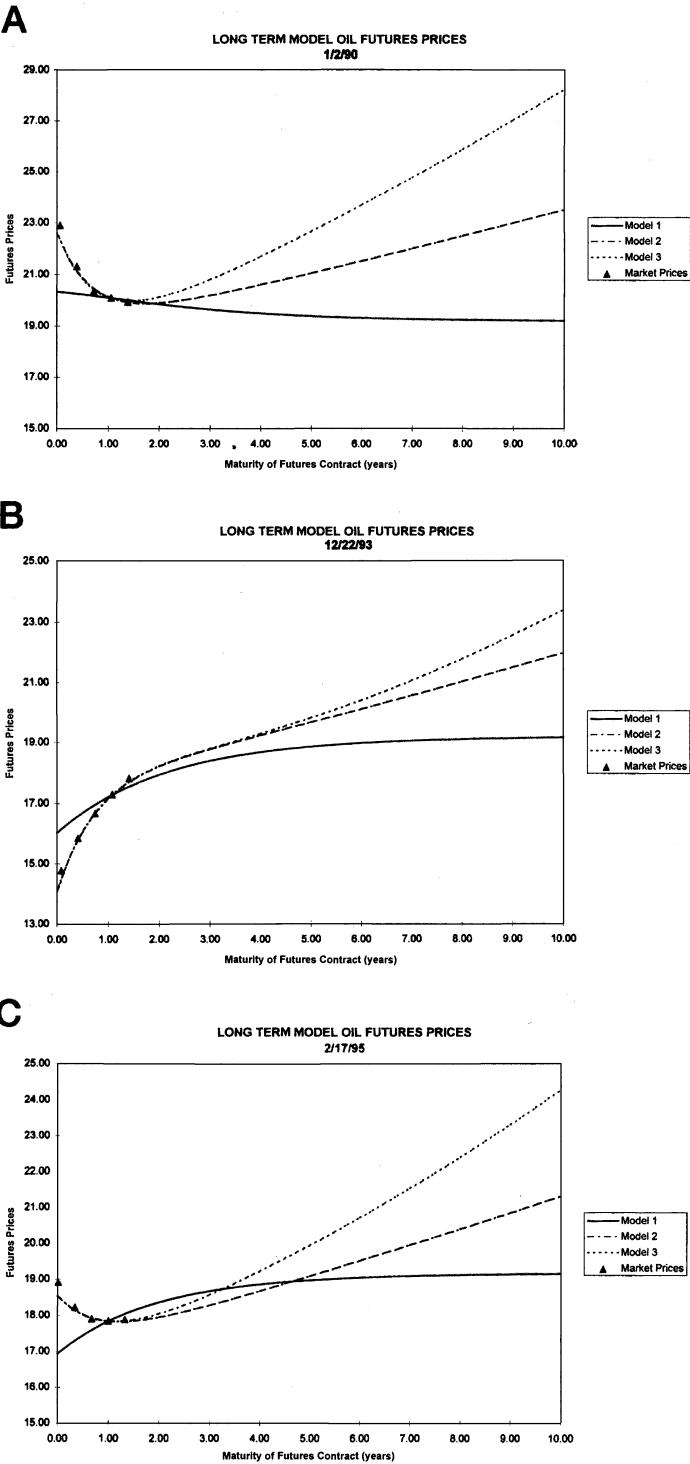 A
LONG TERM MODEL OIL FUTURES PRICES
1/2/90
29.00
27.00
25.00
23.00
21.00
19.00
17.00
15.00
Futures Prices
0.00 1.00 2.00 3.00 4.00 5.00 6.00 7.00 8.00 9.00 10.00
Maturity of Futures Contract (years)
Model 1
Model 2
Model 3
Market Prices
B
LONG TERM MODEL OIL FUTURES PRICES
12/22/93
25.00
23.00
21.00
19.00
17.00
15.00
13.00
Futures Prices
0.00 1.00 2.00 3.00 4.00 5.00 6.00 7.00 8.00 9.00 10.00
Maturity of Futures Contract (years)
Model 1
Model 2
Model 3
Market Prices
C
LONG TERM MODEL OIL FUTURES PRICES
2/17/95
25.00
24.00
23.00
22.00
21.00
20.00
19.00
18.00
17.00
16.00
15.00
Futures Prices
0.00 1.00 2.00 3.00 4.00 5.00 6.00 7.00 8.00 9.00 10.00
Maturity of Futures Contract (years)
Model 1
Model 2
Model 3
Market Prices